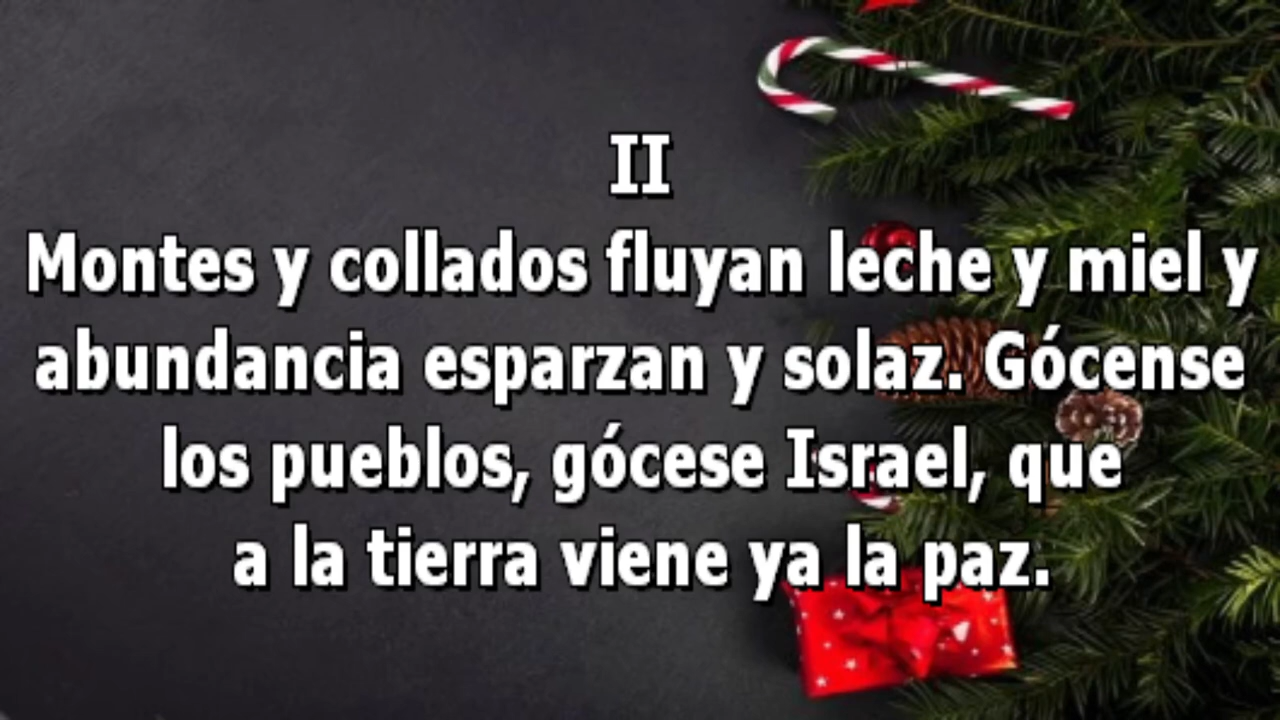 II
Montes y collados fluyan leche y miel y
abundancia esparzan y solaz. Gócense
los pueblos, gócese Israel, que
a la tierra viene ya la paz.